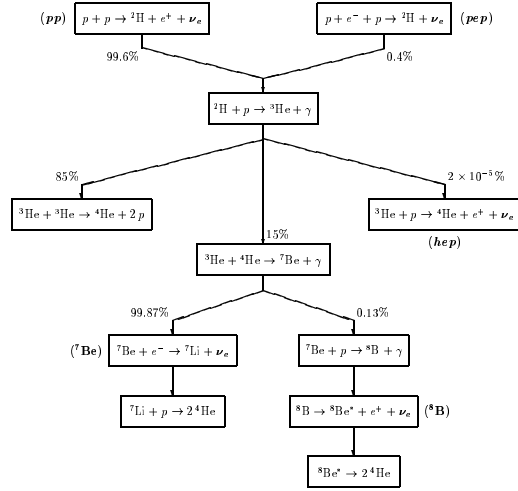 (pp) p + p → ²H + e⁺ + νₑ p + e⁻ + p → ²H + νₑ (pep)
99.6% 0.4%
²H + p → ³He + γ
85% 2 × 10⁻⁵%
³He + ³He → ⁴He + 2 p ³He + p → ⁴He + e⁺ + νₑ
15% (hep)
³He + ⁴He → ⁷Be + γ
99.87% 0.13%
(⁷Be) ⁷Be + e⁻ → ⁷Li + νₑ ⁷Be + p → ⁸B + γ
⁷Li + p → 2 ⁴He ⁸B → ⁸Be* + e⁺ + νₑ (⁸B)
⁸Be* → 2 ⁴He